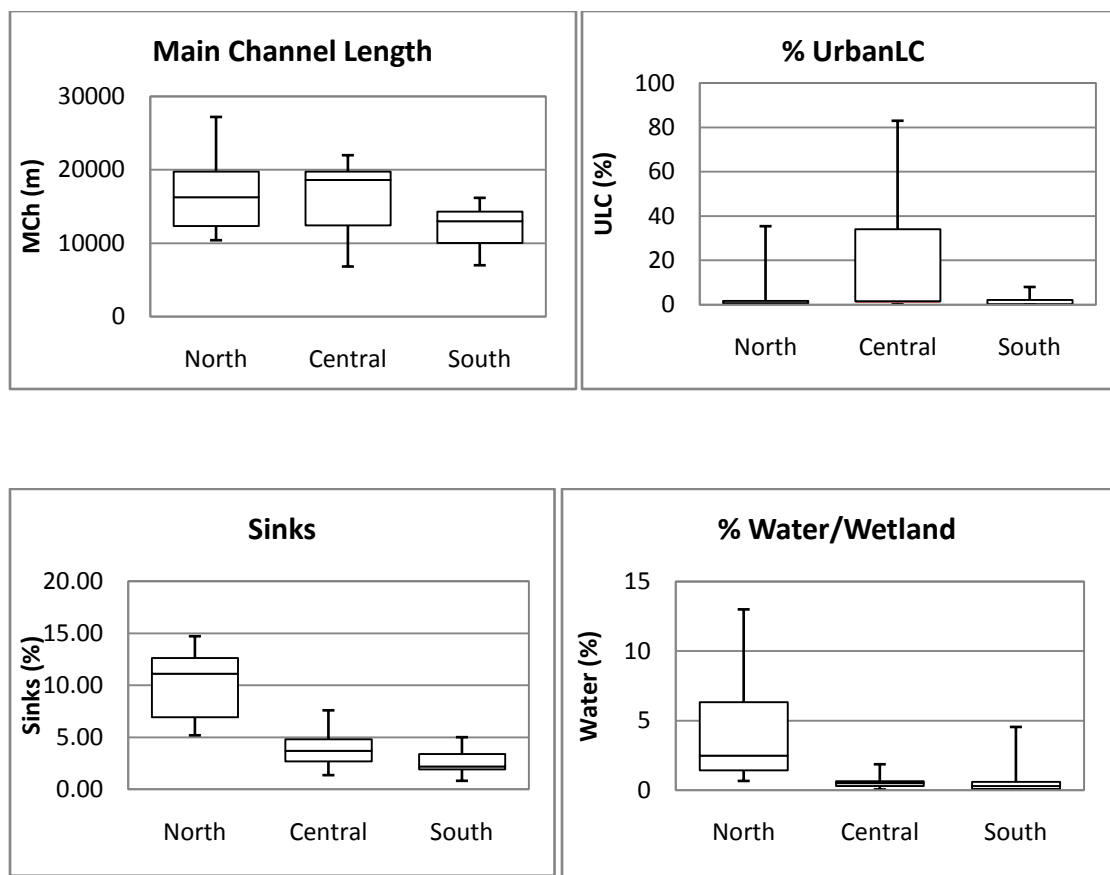 Main Channel Length
MCh (m)
30000
20000
10000
0
North Central South
% UrbanLC
ULC (%)
100
80
60
40
20
0
North Central South
Sinks
Sinks (%)
20.00
15.00
10.00
5.00
0.00
North Central South
% Water/Wetland
Water (%)
15
10
5
0
North Central South